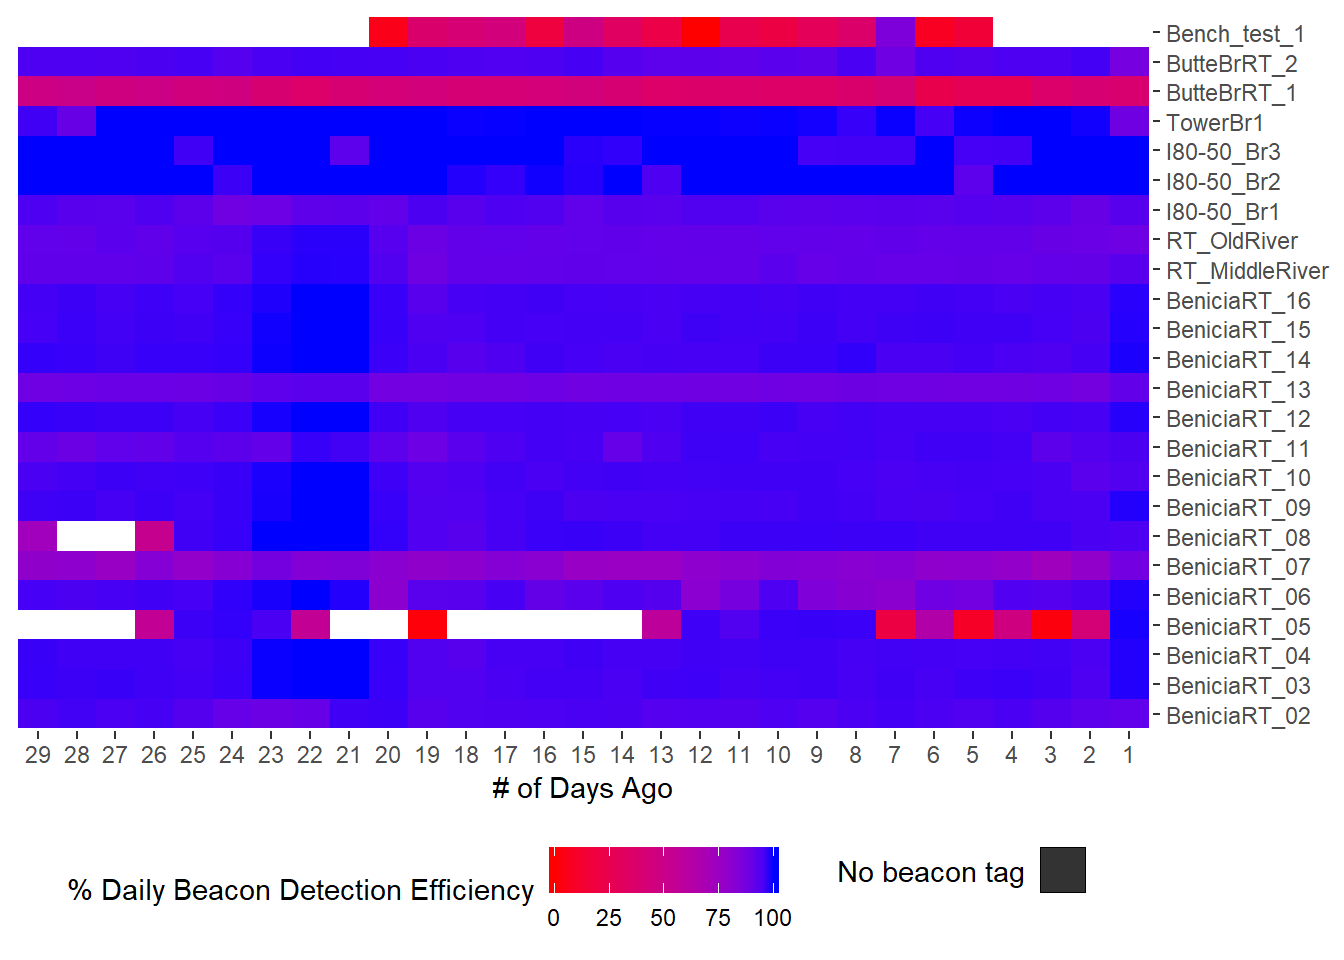 Bench_test_1
ButteBrRT_2
ButteBrRT_1
TowerBr1
I80-50_Br3
I80-50_Br2
I80-50_Br1
RT_OldRiver
RT_MiddleRiver
BeniciaRT_16
BeniciaRT_15
BeniciaRT_14
BeniciaRT_13
BeniciaRT_12
BeniciaRT_11
BeniciaRT_10
BeniciaRT_09
BeniciaRT_08
BeniciaRT_07
BeniciaRT_06
BeniciaRT_05
BeniciaRT_04
BeniciaRT_03
BeniciaRT_02
29 28 27 26 25 24 23 22 21 20 19 18 17 16 15 14 13 12 11 10 9 8 7 6 5 4 3 2 1
# of Days Ago
% Daily Beacon Detection Efficiency
0 25 50 75 100
No beacon tag